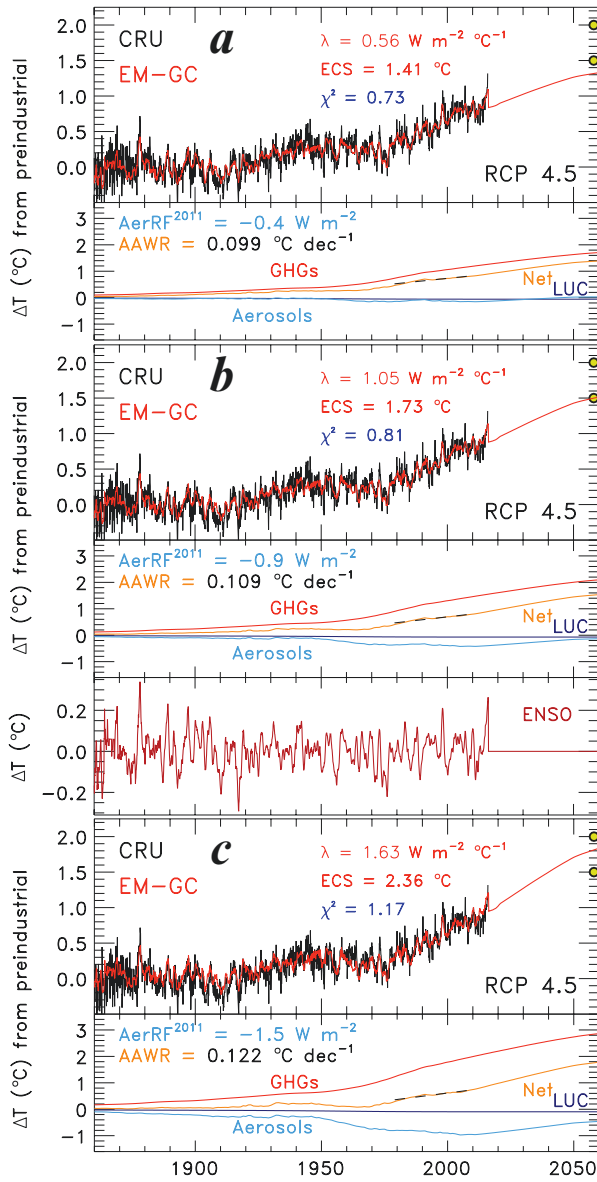 CRU a λ = 0.56 W m⁻² °C⁻¹
EM−GC ECS = 1.41 °C
χ² = 0.73
RCP 4.5
2.0
1.5
1.0
0.5
0.0
ΔT (°C) from preindustrial
AerRF²⁰¹¹ = −0.4 W m⁻²
AAWR = 0.099 °C dec⁻¹
GHGs
Net
LUC
Aerosols
3
2
1
0
−1
CRU b λ = 1.05 W m⁻² °C⁻¹
EM−GC ECS = 1.73 °C
χ² = 0.81
RCP 4.5
2.0
1.5
1.0
0.5
0.0
ΔT (°C) from preindustrial
AerRF²⁰¹¹ = −0.9 W m⁻²
AAWR = 0.109 °C dec⁻¹
GHGs
Net
LUC
Aerosols
3
2
1
0
−1
ENSO
0.2
0.0
−0.2
ΔT (°C)
CRU c λ = 1.63 W m⁻² °C⁻¹
EM−GC ECS = 2.36 °C
χ² = 1.17
RCP 4.5
2.0
1.5
1.0
0.5
0.0
ΔT (°C) from preindustrial
AerRF²⁰¹¹ = −1.5 W m⁻²
AAWR = 0.122 °C dec⁻¹
GHGs
Net
LUC
Aerosols
3
2
1
0
−1
1900 1950 2000 2050